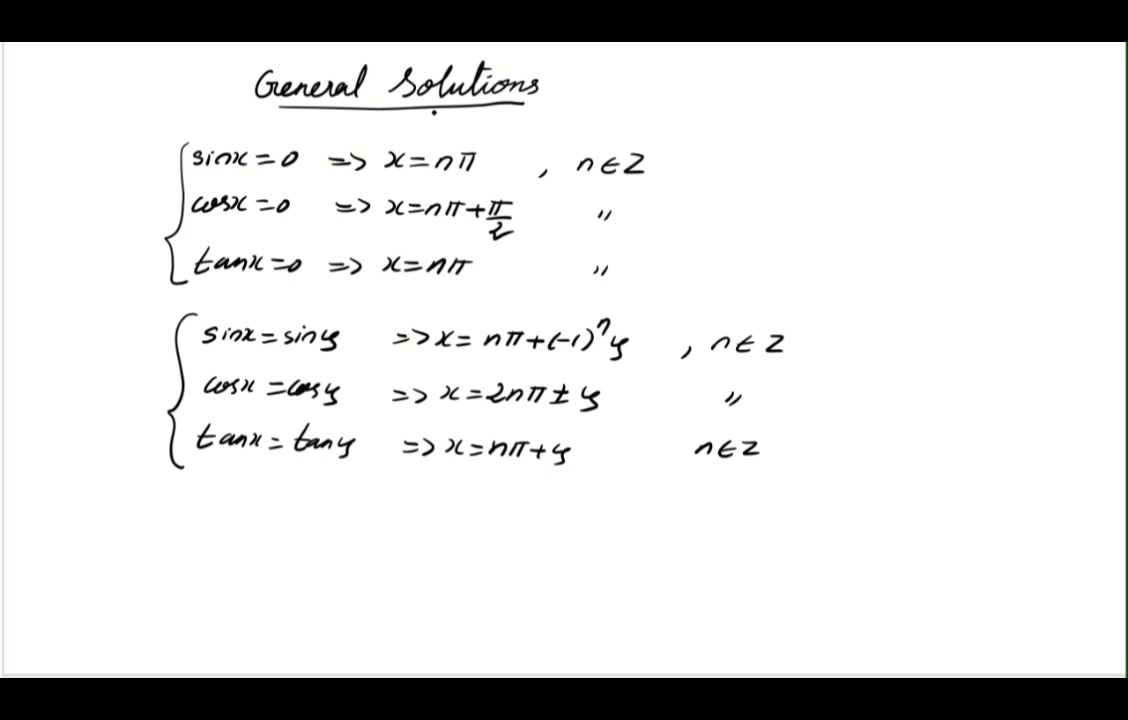 General Solutions
sinx=0 => x=nπ , n∈Z
cosx=0 => x=nπ+π/2 "
tanx=0 => x=nπ "
sinx=siny => x=nπ+(-1)ⁿy , n∈Z
cosx=cosy => x=2nπ±y "
tanx=tany => x=nπ+y n∈Z